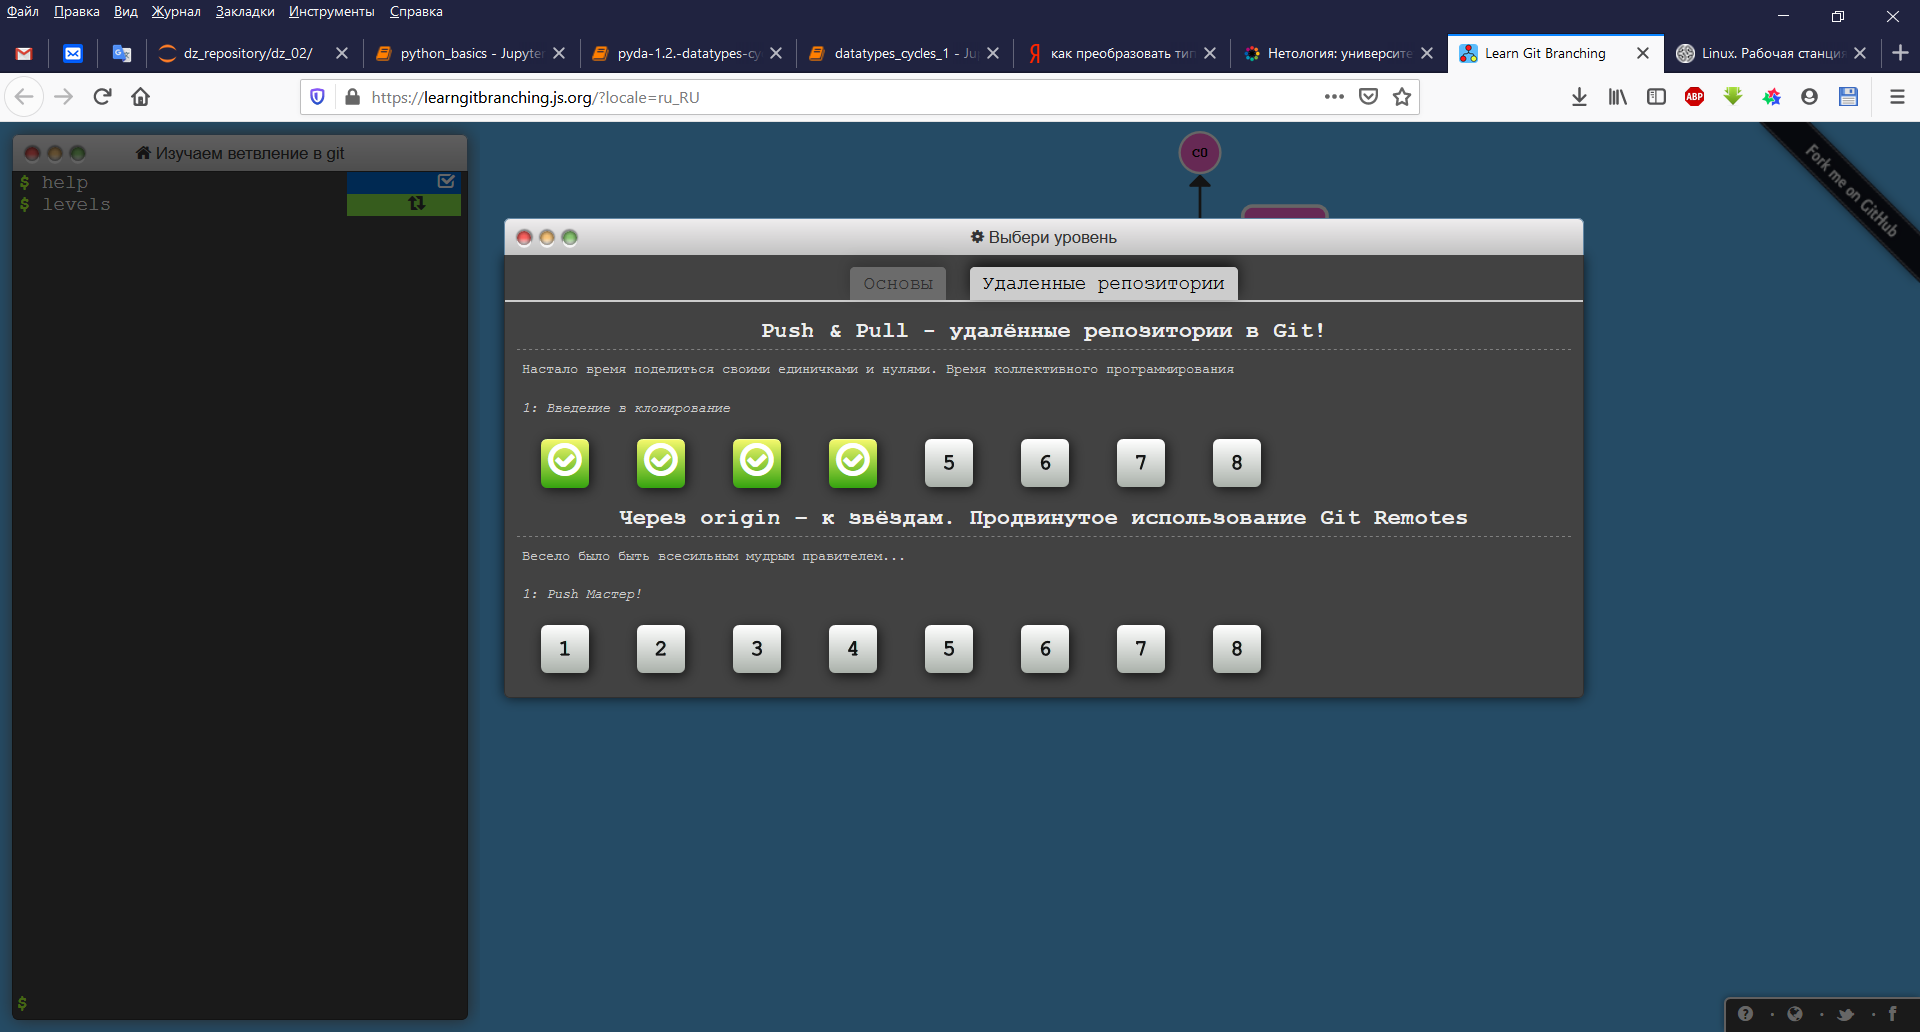 Файл Правка Вид Журнал Закладки Инструменты Справка
dz_repository/dz_02/
python_basics - Jupyter
pyda-1.2.-datatypes-cy
datatypes_cycles_1 - Ju
как преобразовать тип
Нетология: университе
Learn Git Branching
Linux. Рабочая станция
https://learngitbranching.js.org/?locale=ru_RU
ABP
Изучаем ветвление в git
$ help
$ levels
$
C0
Fork me on GitHub
Выбери уровень
Основы
Удаленные репозитории
Push & Pull - удалённые репозитории в Git!
Настало время поделиться своими единичками и нулями. Время коллективного программирования
1: Введение в клонирование
5 6 7 8
Через origin – к звёздам. Продвинутое использование Git Remotes
Весело было быть всесильным мудрым правителем...
1: Push Мастер!
1 2 3 4 5 6 7 8